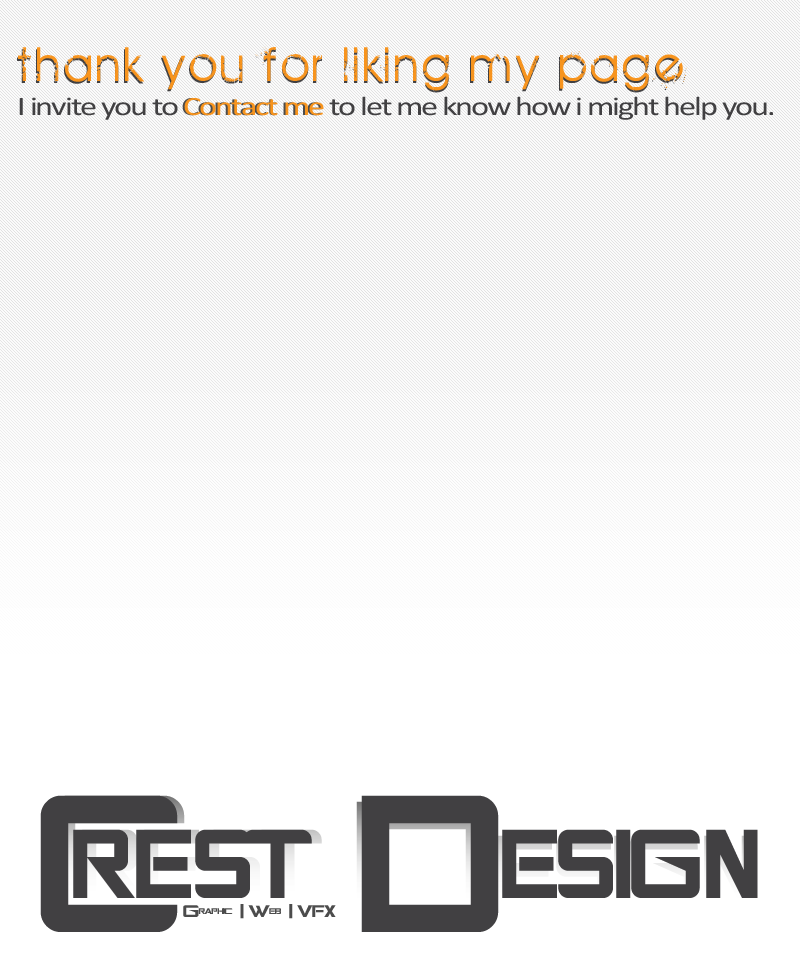 thank you for liking my page
I invite you to Contact me to let me know how i might help you.
CREST DESIGN
GRAPHIC | WEB | VFX